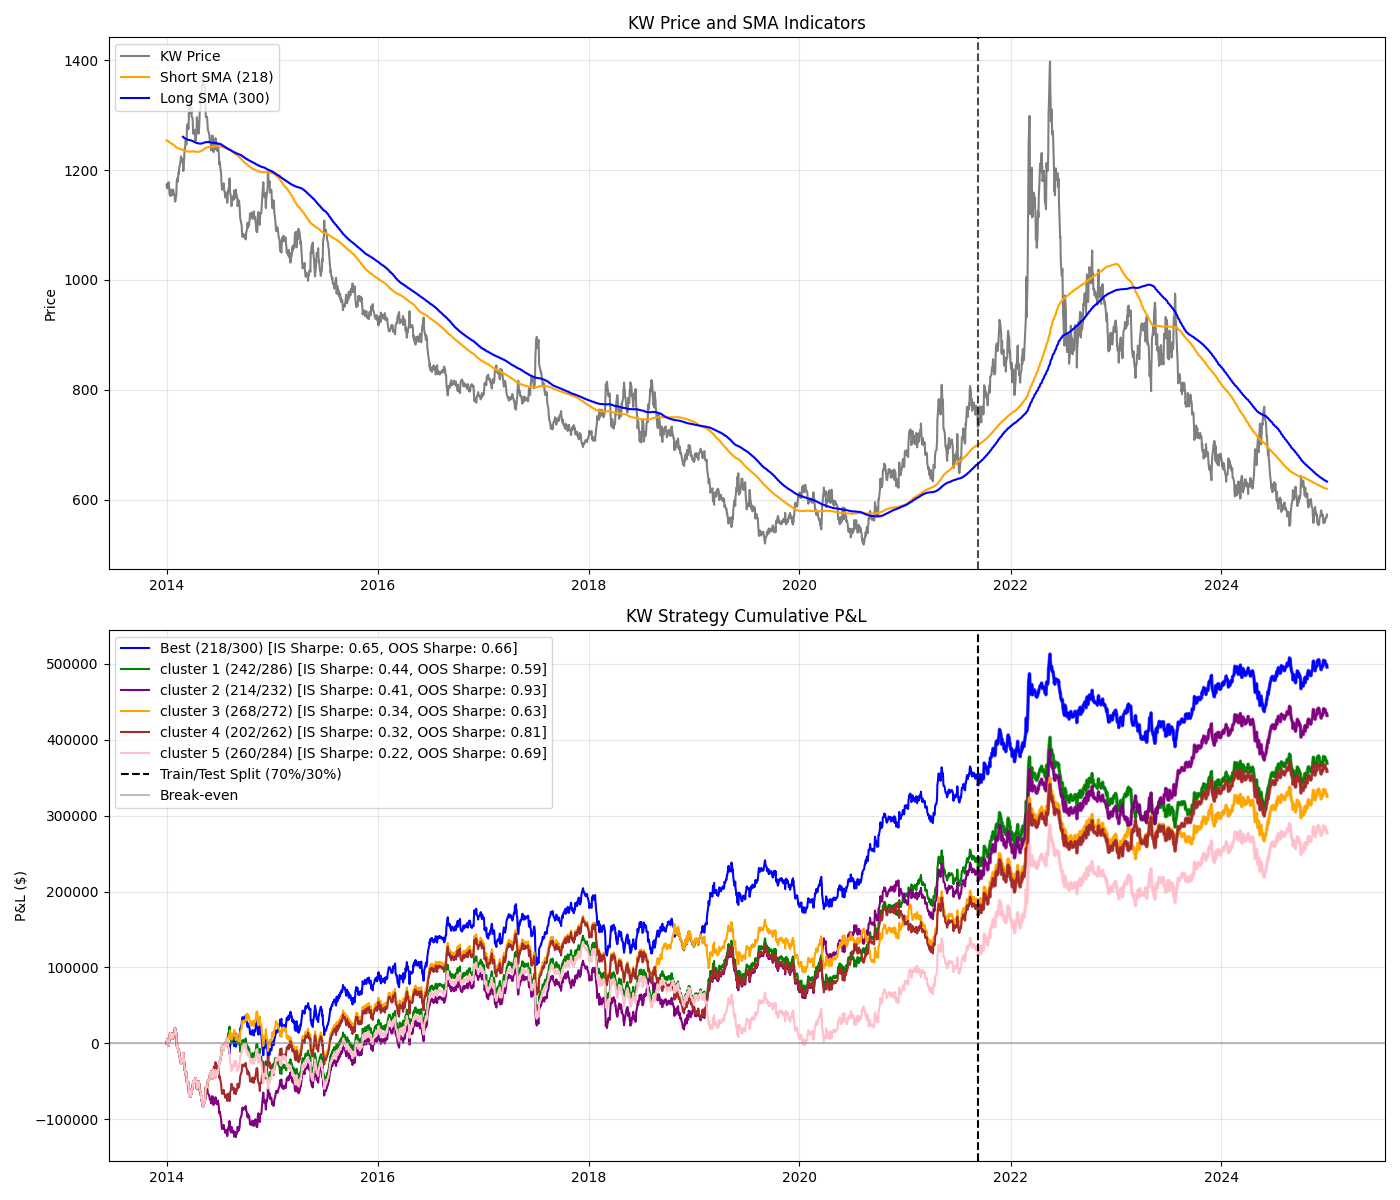 KW Price and SMA Indicators
KW Price
Short SMA (218)
Long SMA (300)
Price
1400
1200
1000
800
600
2014 2016 2018 2020 2022 2024
KW Strategy Cumulative P&L
Best (218/300) [IS Sharpe: 0.65, OOS Sharpe: 0.66]
cluster 1 (242/286) [IS Sharpe: 0.44, OOS Sharpe: 0.59]
cluster 2 (214/232) [IS Sharpe: 0.41, OOS Sharpe: 0.93]
cluster 3 (268/272) [IS Sharpe: 0.34, OOS Sharpe: 0.63]
cluster 4 (202/262) [IS Sharpe: 0.32, OOS Sharpe: 0.81]
cluster 5 (260/284) [IS Sharpe: 0.22, OOS Sharpe: 0.69]
Train/Test Split (70%/30%)
Break-even
P&L ($)
500000
400000
300000
200000
100000
0
−100000
2014 2016 2018 2020 2022 2024